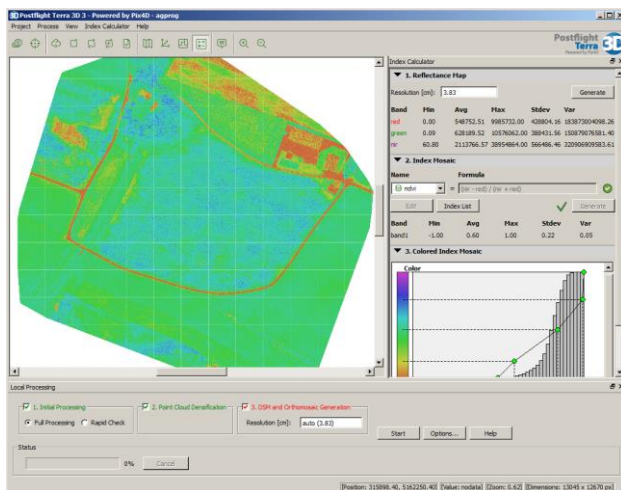 Postflight Terra 3D 3 - Powered by Pix4D - agprog
Project Process View Index Calculator Help
Postflight
Terra 3D
Powered by Pix4D
Index Calculator
1. Reflectance Map
Resolution [cm]: 3.83 Generate
Band Min Avg Max Stdev Var
red 0.00 548752.51 9985732.00 428804.16 183873004098.26
green 0.09 628189.52 10576062.00 388431.56 150879076581.40
nir 60.80 2113766.57 38954864.00 566486.46 320906909583.61
2. Index Mosaic
Name Formula
ndvi = (nir - red) / (nir + red)
Edit Index List Generate
Band Min Avg Max Stdev Var
band1 -1.00 0.60 1.00 0.22 0.05
3. Colored Index Mosaic
Color
Local Processing
1. Initial Processing 2. Point Cloud Densification 3. DSM and Orthomosaic Generation
Full Processing Rapid Check Resolution [cm]: auto (3.83) Start Options... Help
Status
0% Cancel
[Position: 315898.40, 5162250.40] [Value: nodata] [Zoom: 0.62] [Dimensions: 13045 x 12670 px]